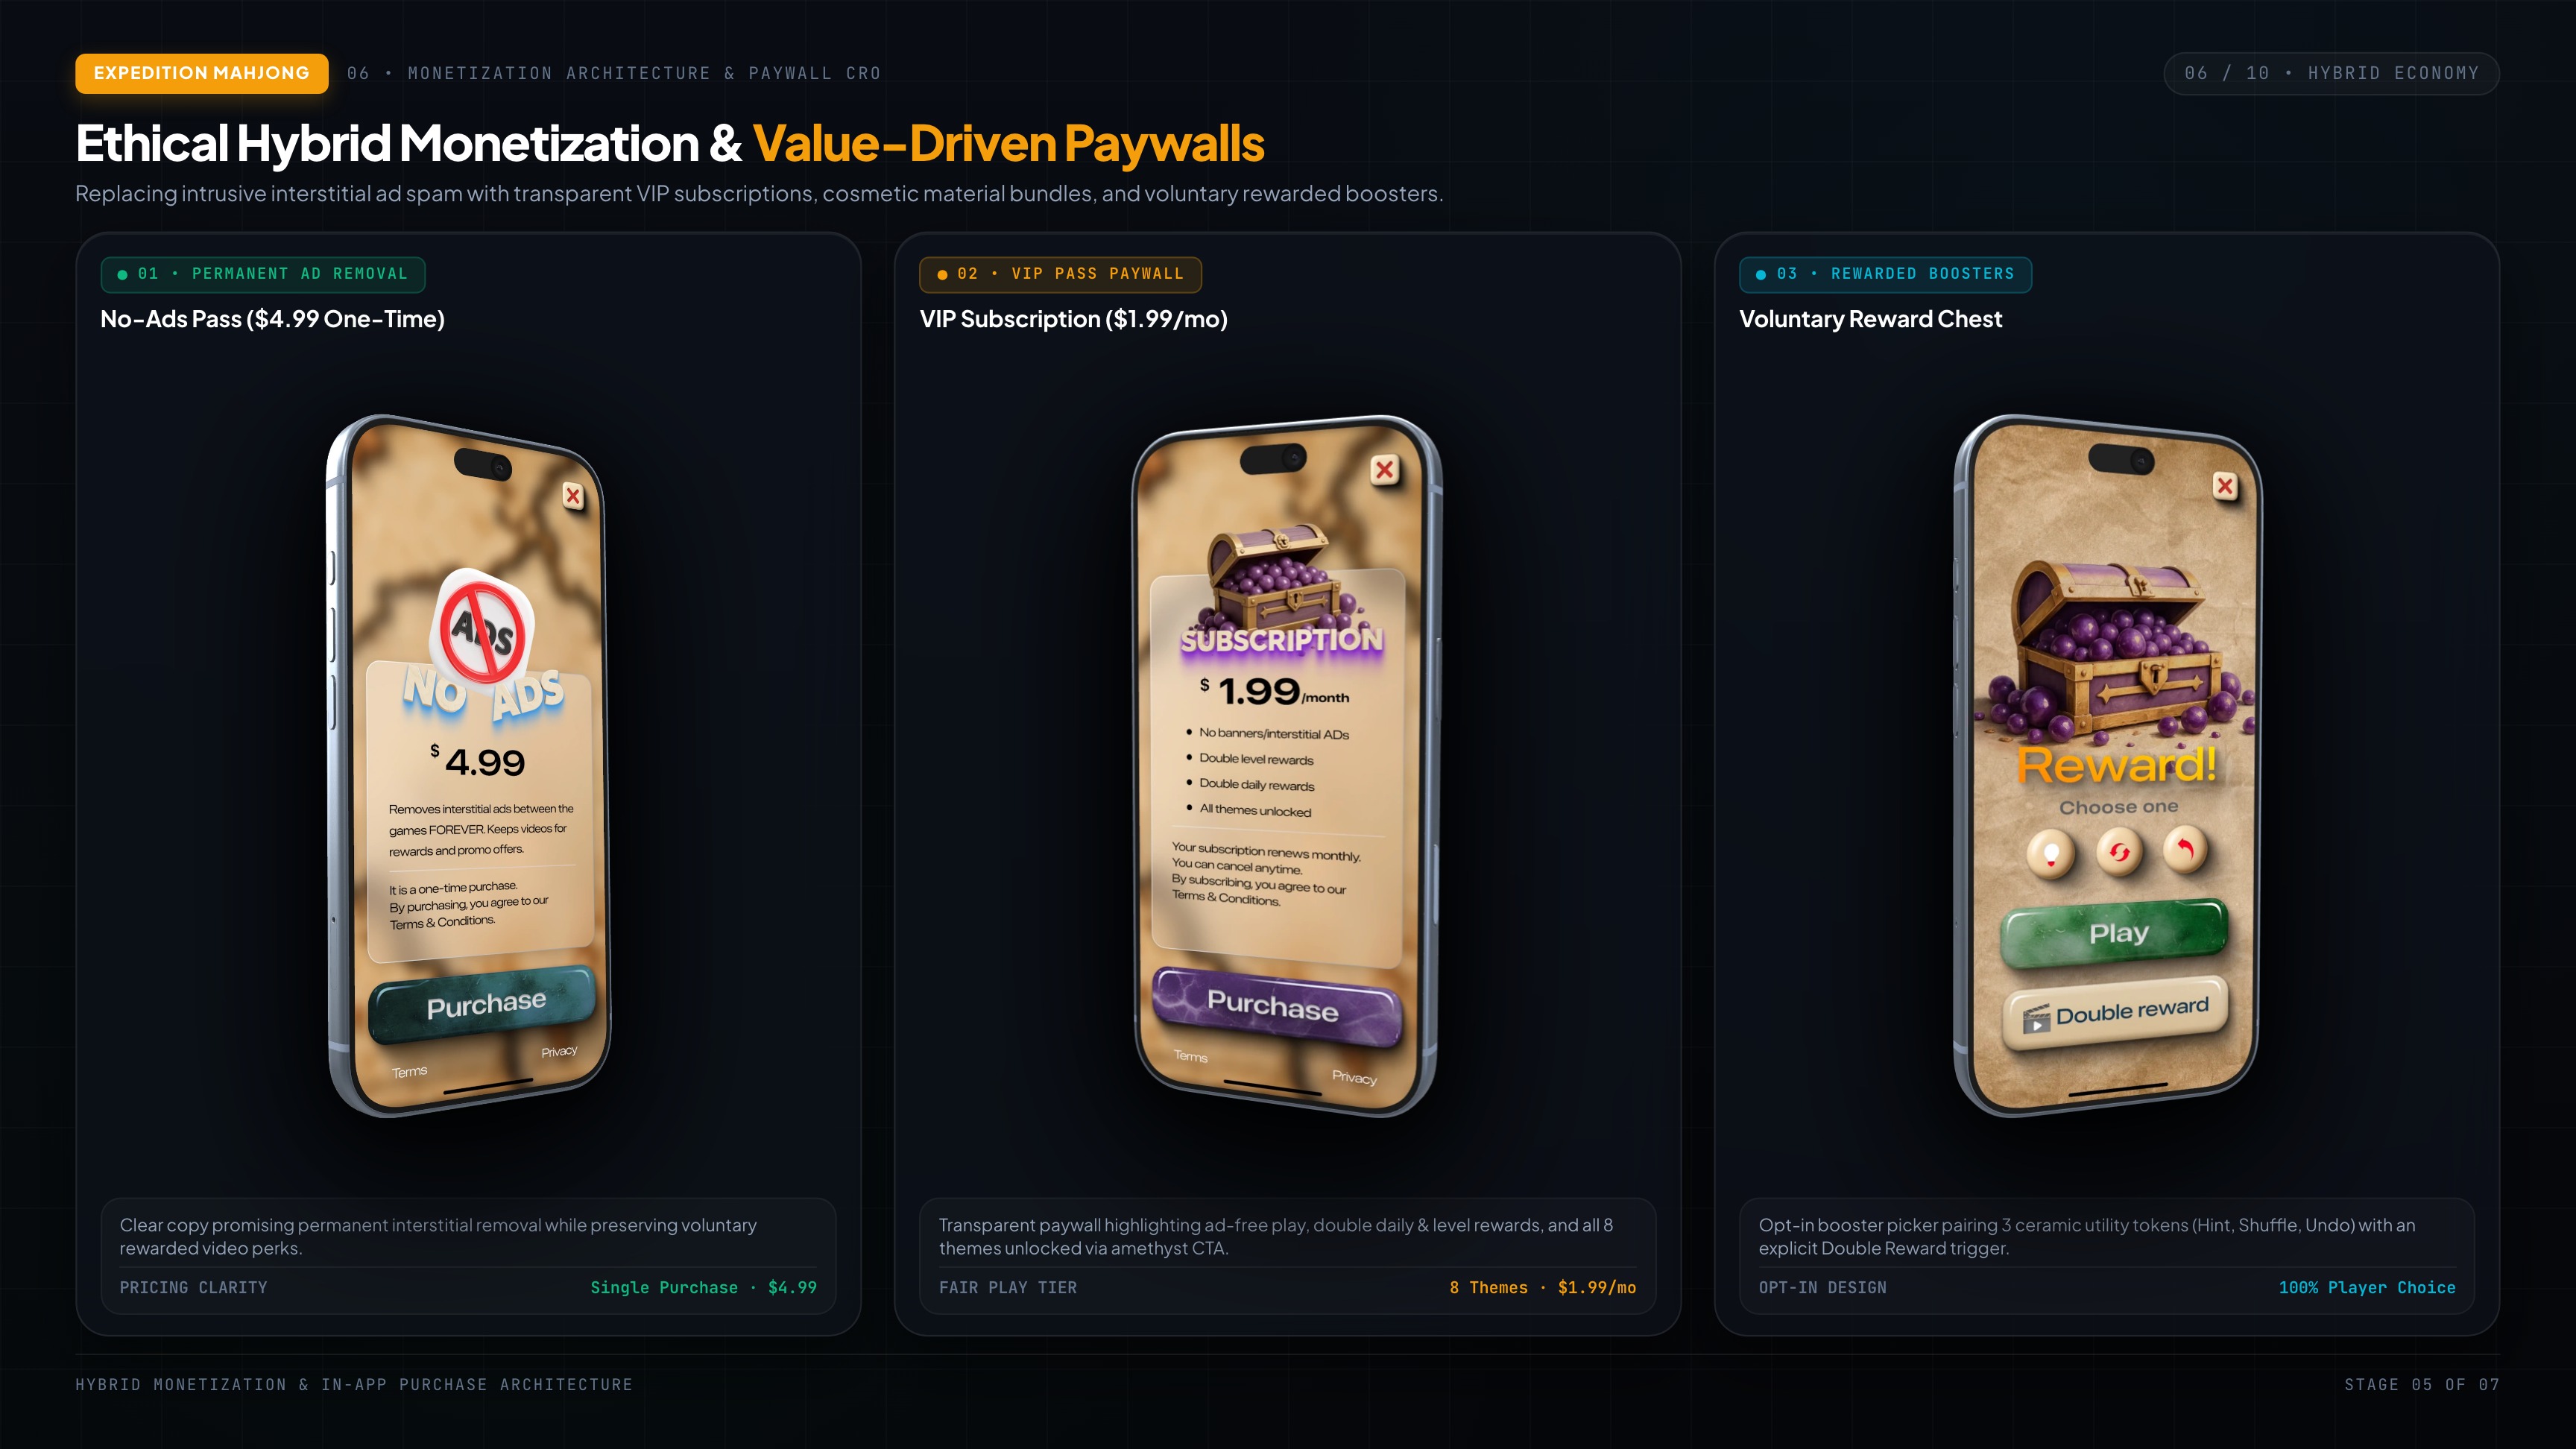 EXPEDITION MAHJONG
06 • MONETIZATION ARCHITECTURE & PAYWALL CRO
06 / 10 • HYBRID ECONOMY
Ethical Hybrid Monetization & Value-Driven Paywalls
Replacing intrusive interstitial ad spam with transparent VIP subscriptions, cosmetic material bundles, and voluntary rewarded boosters.
01 • PERMANENT AD REMOVAL
No-Ads Pass ($4.99 One-Time)
ADS
NO ADS
$ 4.99
Removes interstitial ads between the
games FOREVER. Keeps videos for
rewards and promo offers.
It is a one-time purchase.
By purchasing, you agree to our
Terms & Conditions.
Purchase
Terms
Privacy
Clear copy promising permanent interstitial removal while preserving voluntary
rewarded video perks.
PRICING CLARITY
Single Purchase · $4.99
02 • VIP PASS PAYWALL
VIP Subscription ($1.99/mo)
SUBSCRIPTION
$ 1.99/month
• No banners/interstitial ADs
• Double level rewards
• Double daily rewards
• All themes unlocked
Your subscription renews monthly.
You can cancel anytime.
By subscribing, you agree to our
Terms & Conditions.
Purchase
Terms
Privacy
Transparent paywall highlighting ad-free play, double daily & level rewards, and all 8
themes unlocked via amethyst CTA.
FAIR PLAY TIER
8 Themes · $1.99/mo
03 • REWARDED BOOSTERS
Voluntary Reward Chest
Reward!
Choose one
Play
Double reward
Opt-in booster picker pairing 3 ceramic utility tokens (Hint, Shuffle, Undo) with an
explicit Double Reward trigger.
OPT-IN DESIGN
100% Player Choice
HYBRID MONETIZATION & IN-APP PURCHASE ARCHITECTURE
STAGE 05 OF 07